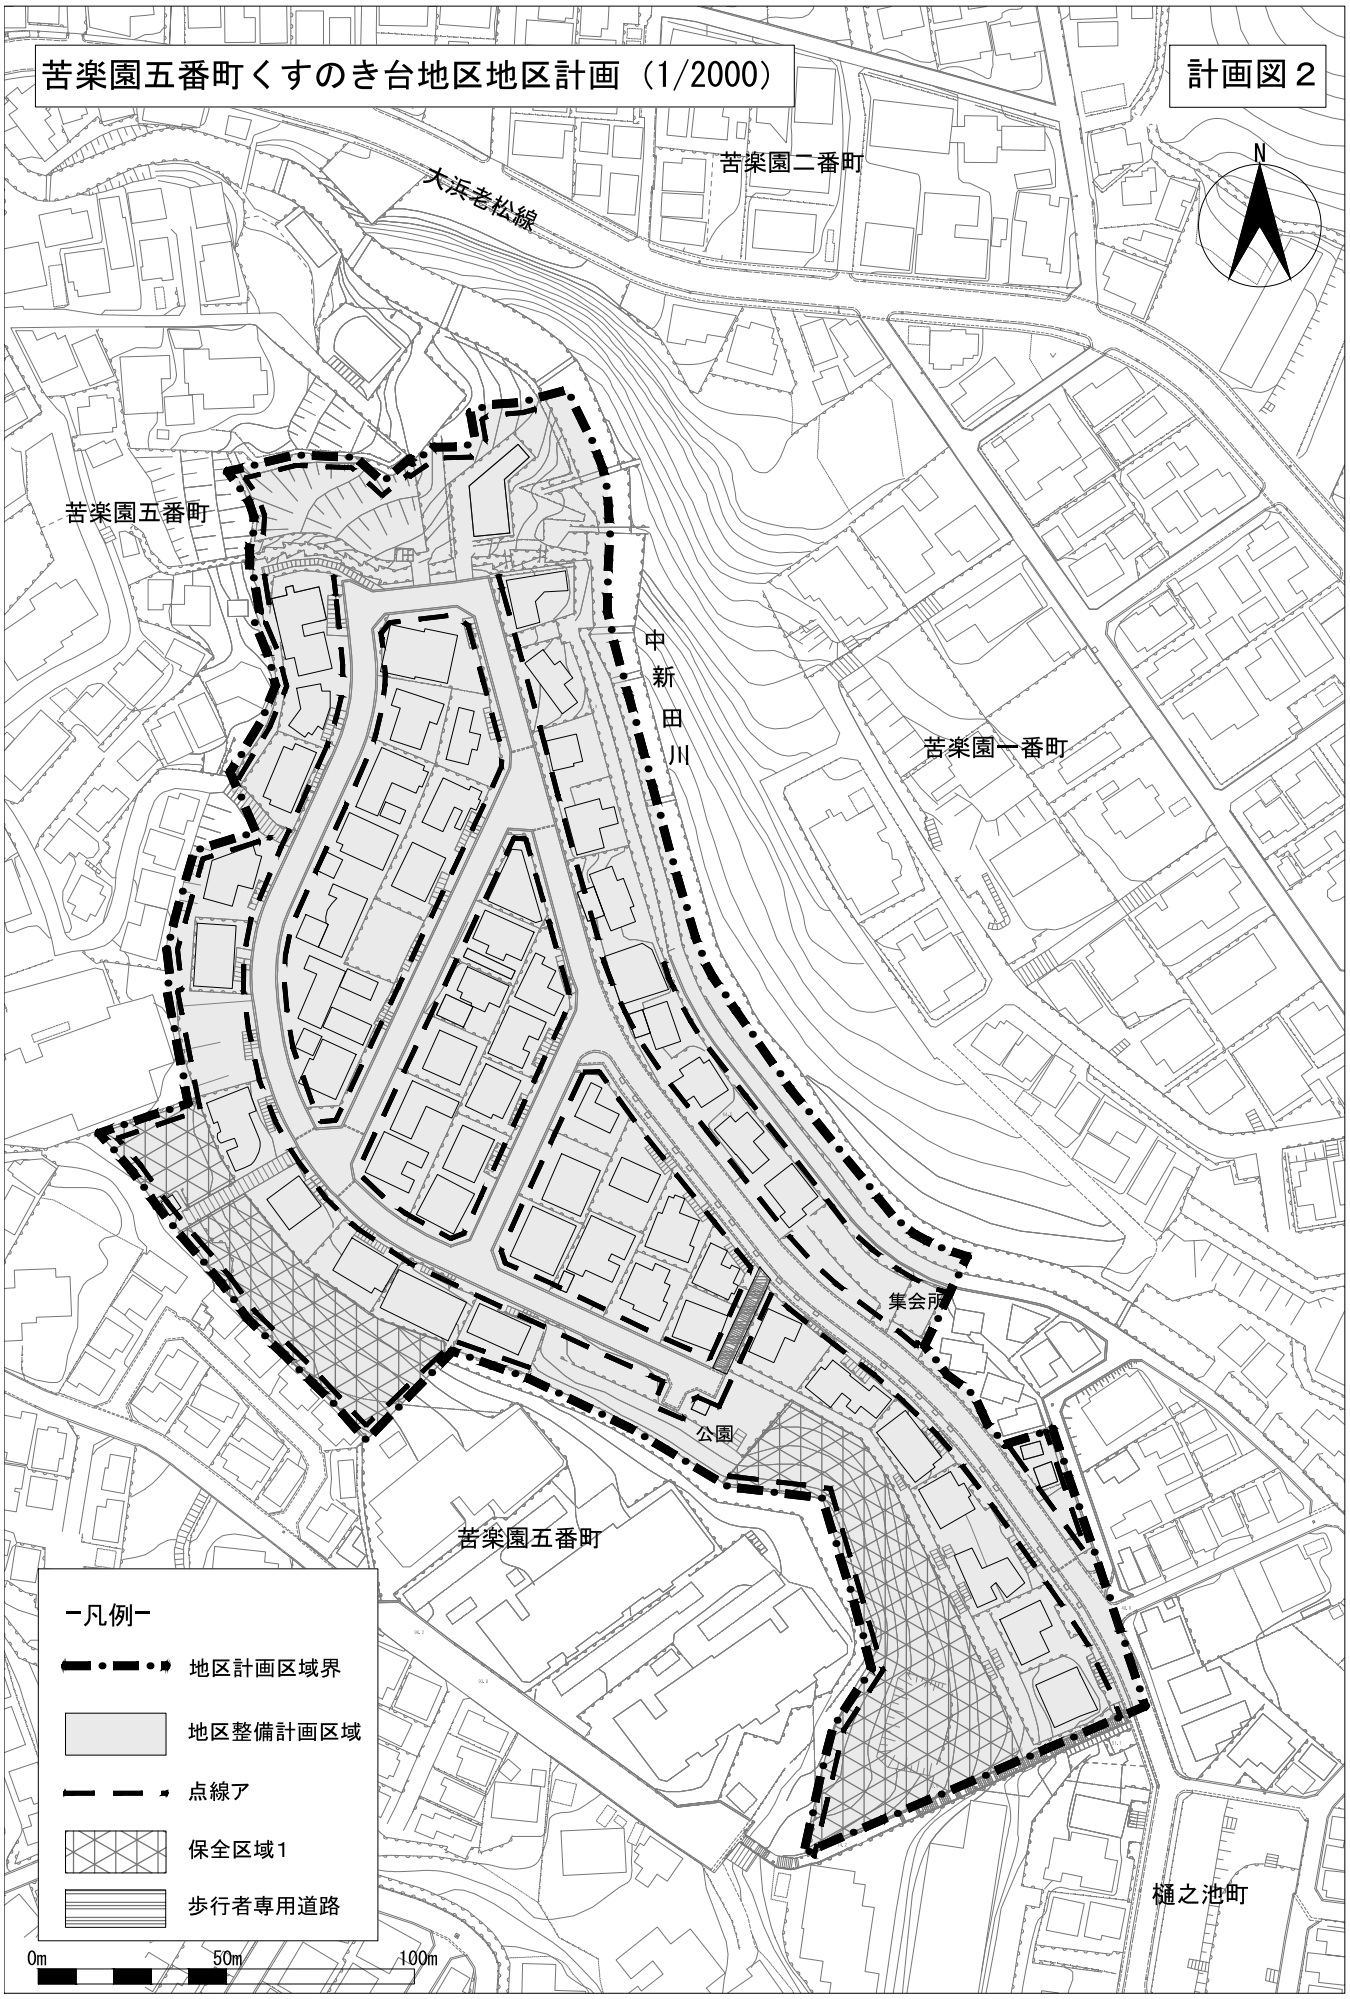 苦楽園五番町くすのき台地区地区計画（1/2000）
計画図２
N
苦楽園二番町
大浜老松線
苦楽園五番町
中新田川
苦楽園一番町
集会所
公園
苦楽園五番町
－凡例－
地区計画区域界
地区整備計画区域
点線ア
保全区域1
歩行者専用道路
樋之池町
0m
50m
100m